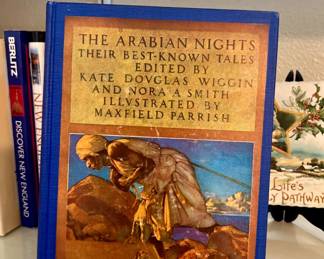 BERLITZ
DISCOVER NEW ENGLAND
THE ARABIAN NIGHTS
THEIR BEST-KNOWN TALES
EDITED BY
KATE DOVGLAS WIGGIN
AND NORA A SMITH
ILLVSTRATED BY
MAXFIELD PARRISH
Life's
Pathway